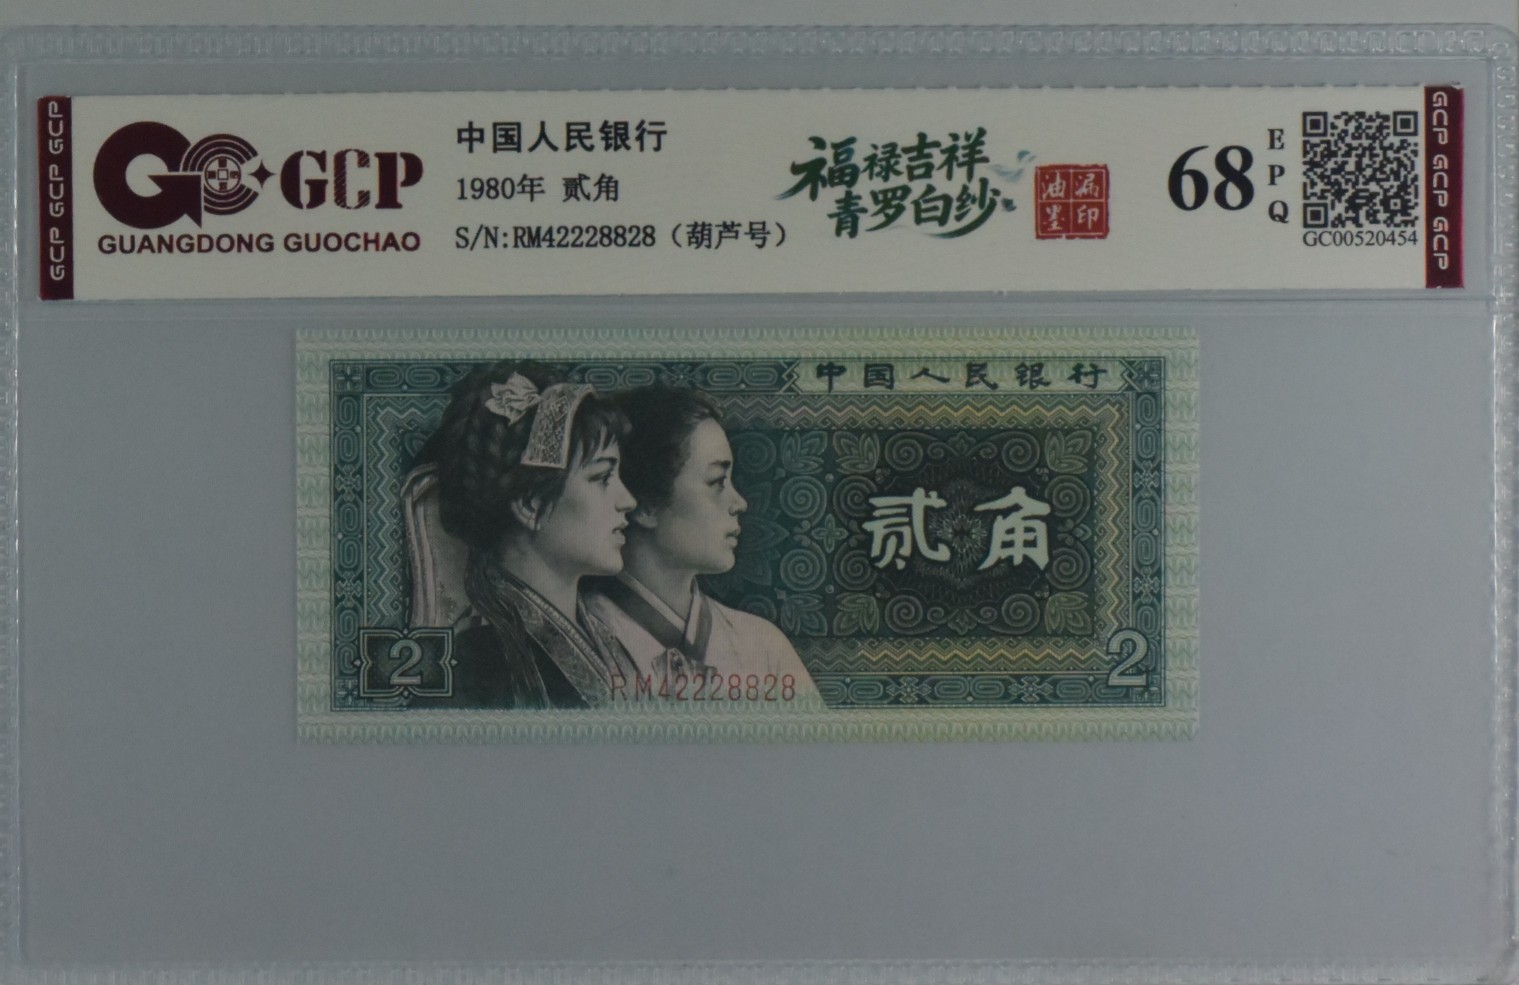 GCP GCP GCP
GCP
GUANGDONG GUOCHAO
中国人民银行
1980年 贰角
S/N:RM42228828（葫芦号）
福禄吉祥
青罗白纱
油漏
墨印
68
EPQ
GC00520454
GCP GCP GCP
中国人民银行
贰角
2
2
RM42228828